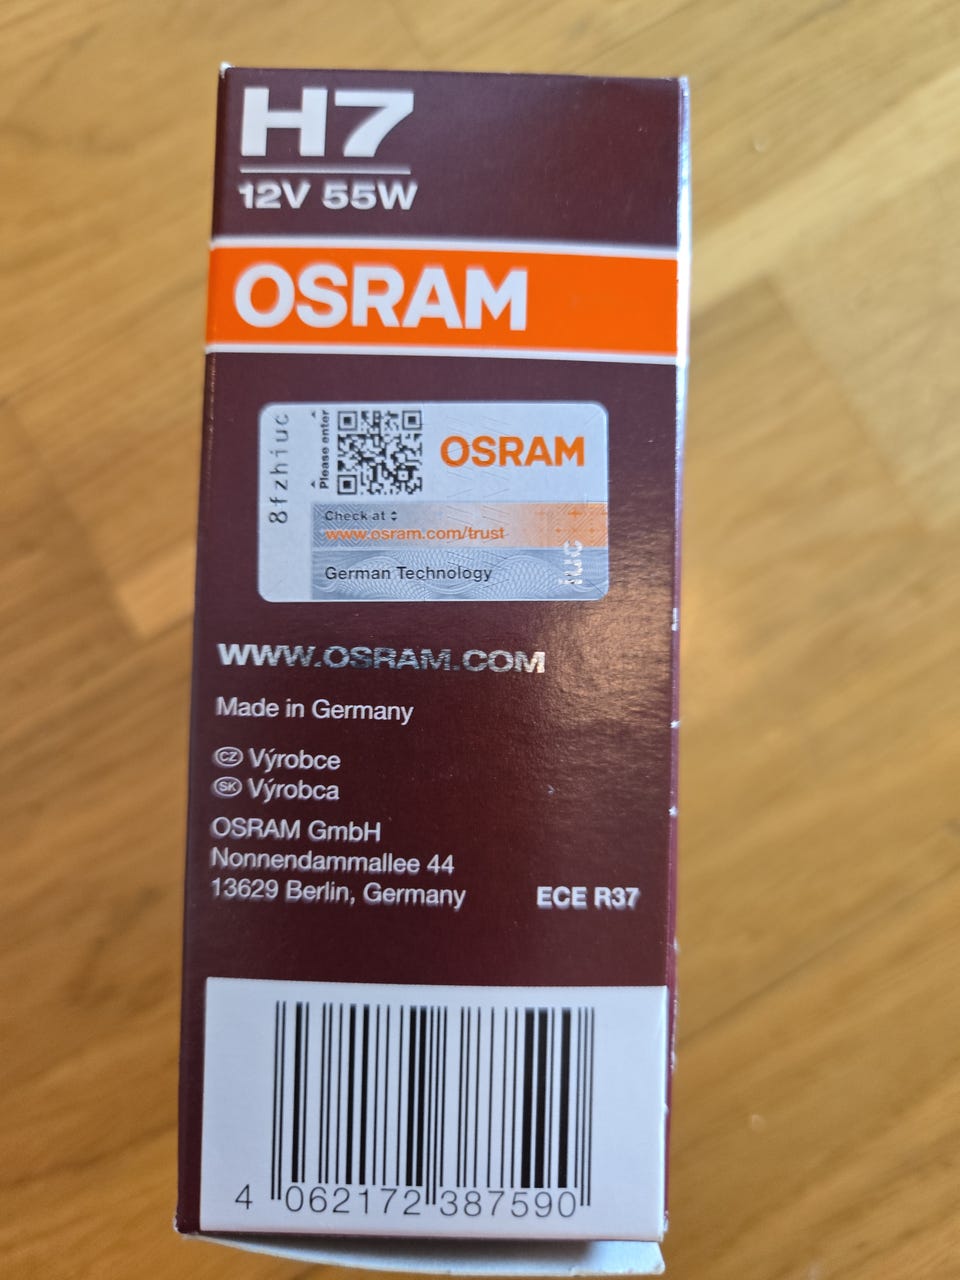 H7
12V 55W
OSRAM
8fzhiuc
Please enter
OSRAM
Check at
www.osram.com/trust
iuc
German Technology
WWW.OSRAM.COM
Made in Germany
CZ Výrobce
SK Výrobca
OSRAM GmbH
Nonnendammallee 44
13629 Berlin, Germany
ECE R37
4 062172 387590